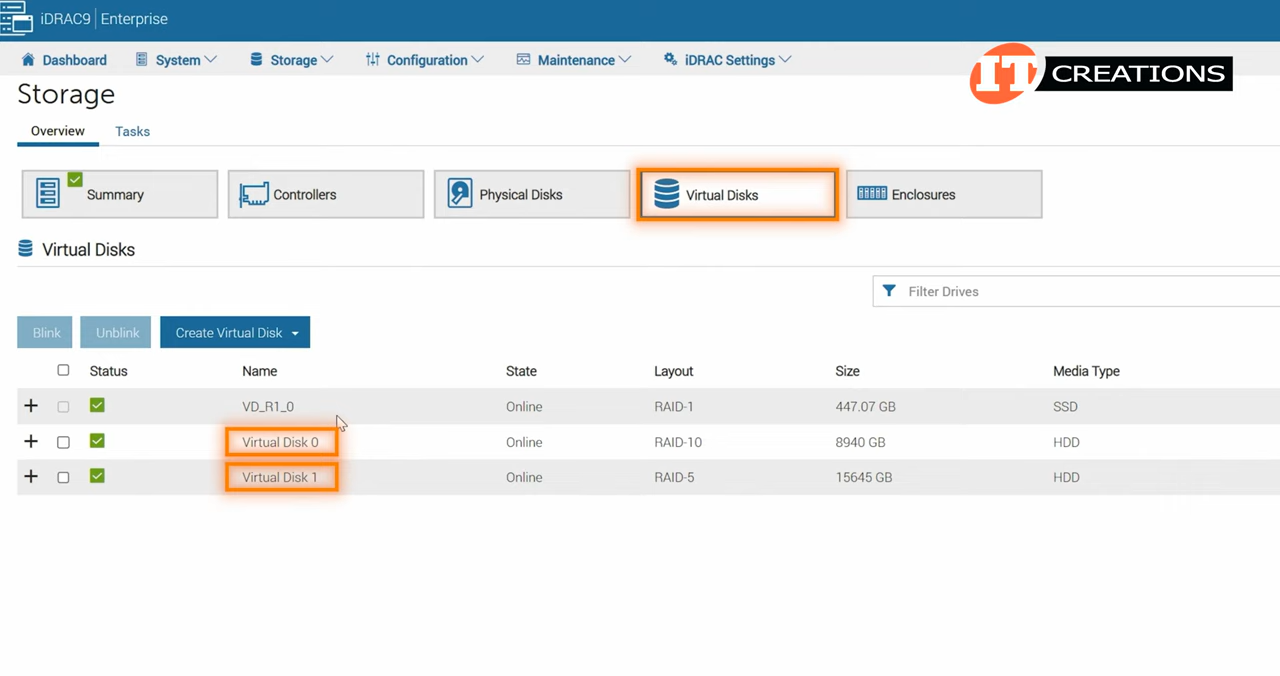 iDRAC9 | Enterprise
Dashboard System Storage Configuration Maintenance iDRAC Settings
IT CREATIONS
Storage
Overview Tasks
Summary Controllers Physical Disks Virtual Disks Enclosures
Virtual Disks
Filter Drives
Blink Unblink Create Virtual Disk
Status Name State Layout Size Media Type
VD_R1_0 Online RAID-1 447.07 GB SSD
Virtual Disk 0 Online RAID-10 8940 GB HDD
Virtual Disk 1 Online RAID-5 15645 GB HDD